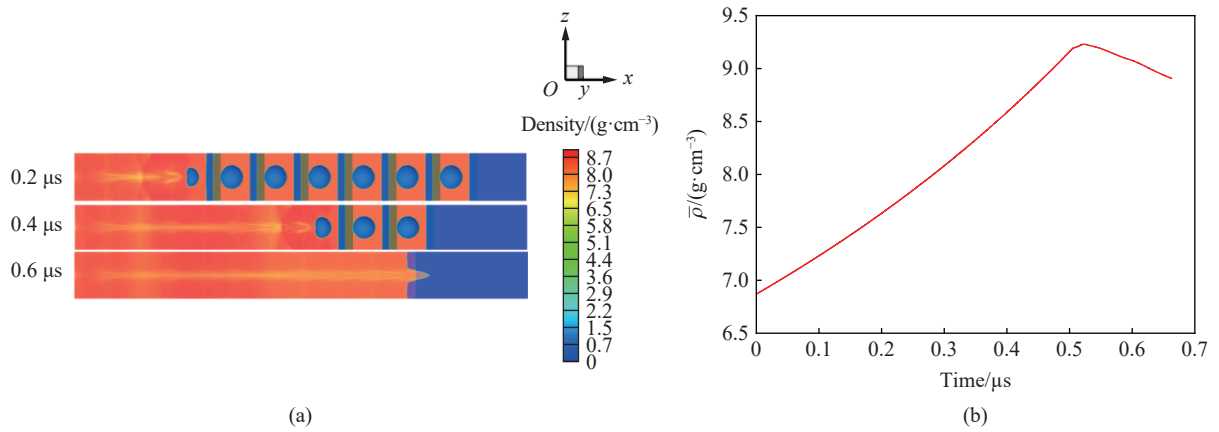 z
O
y
x
Density/(g·cm⁻³)
8.7
8.0
7.3
6.5
5.8
5.1
4.4
3.6
2.9
2.2
1.5
0.7
0
0.2 μs
0.4 μs
0.6 μs
(a)
9.5
9.0
8.5
8.0
7.5
7.0
6.5
ρ̅/(g·cm⁻³)
0 0.1 0.2 0.3 0.4 0.5 0.6 0.7
Time/μs
(b)